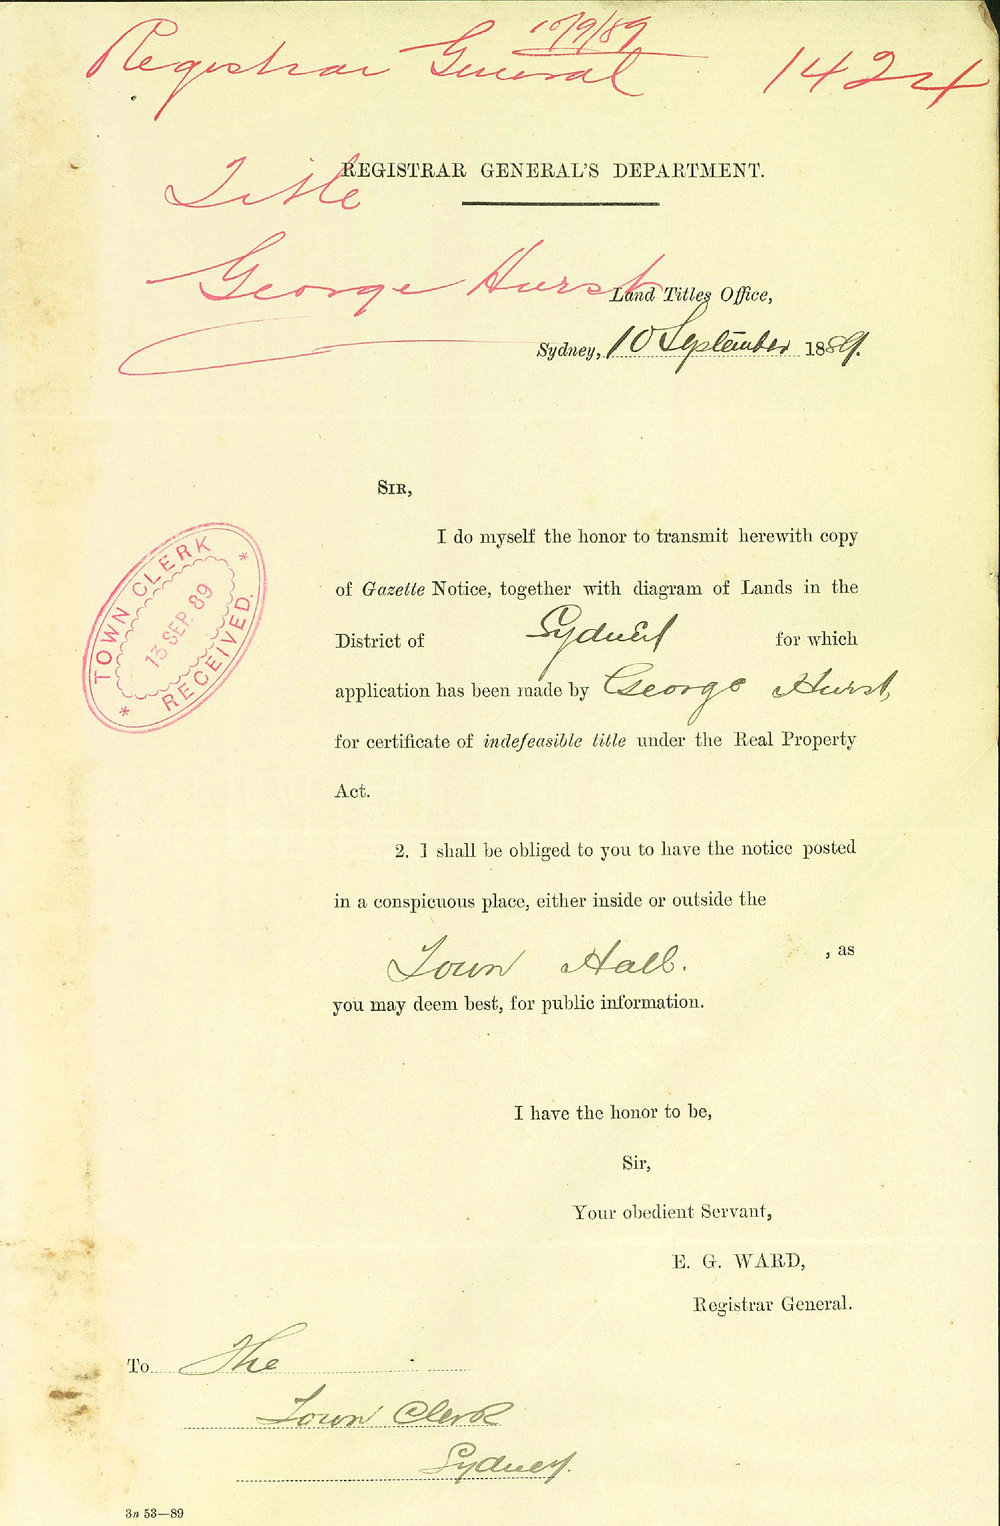 10/9/89
Registrar General 1424
REGISTRAR GENERAL'S DEPARTMENT.
Title
George Hurst
Land Titles Office,
Sydney, 10 September 1889.
SIR,
I do myself the honor to transmit herewith copy
of Gazette Notice, together with diagram of Lands in the
District of Sydney for which
application has been made by George Hurst,
for certificate of indefeasible title under the Real Property
Act.
TOWN CLERK
13 SEP. 89
RECEIVED.
2. I shall be obliged to you to have the notice posted
in a conspicuous place, either inside or outside the
Town Hall. , as
you may deem best, for public information.
I have the honor to be,
Sir,
Your obedient Servant,
E. G. WARD,
Registrar General.
To The
Town Clerk
Sydney.
3n 53—89